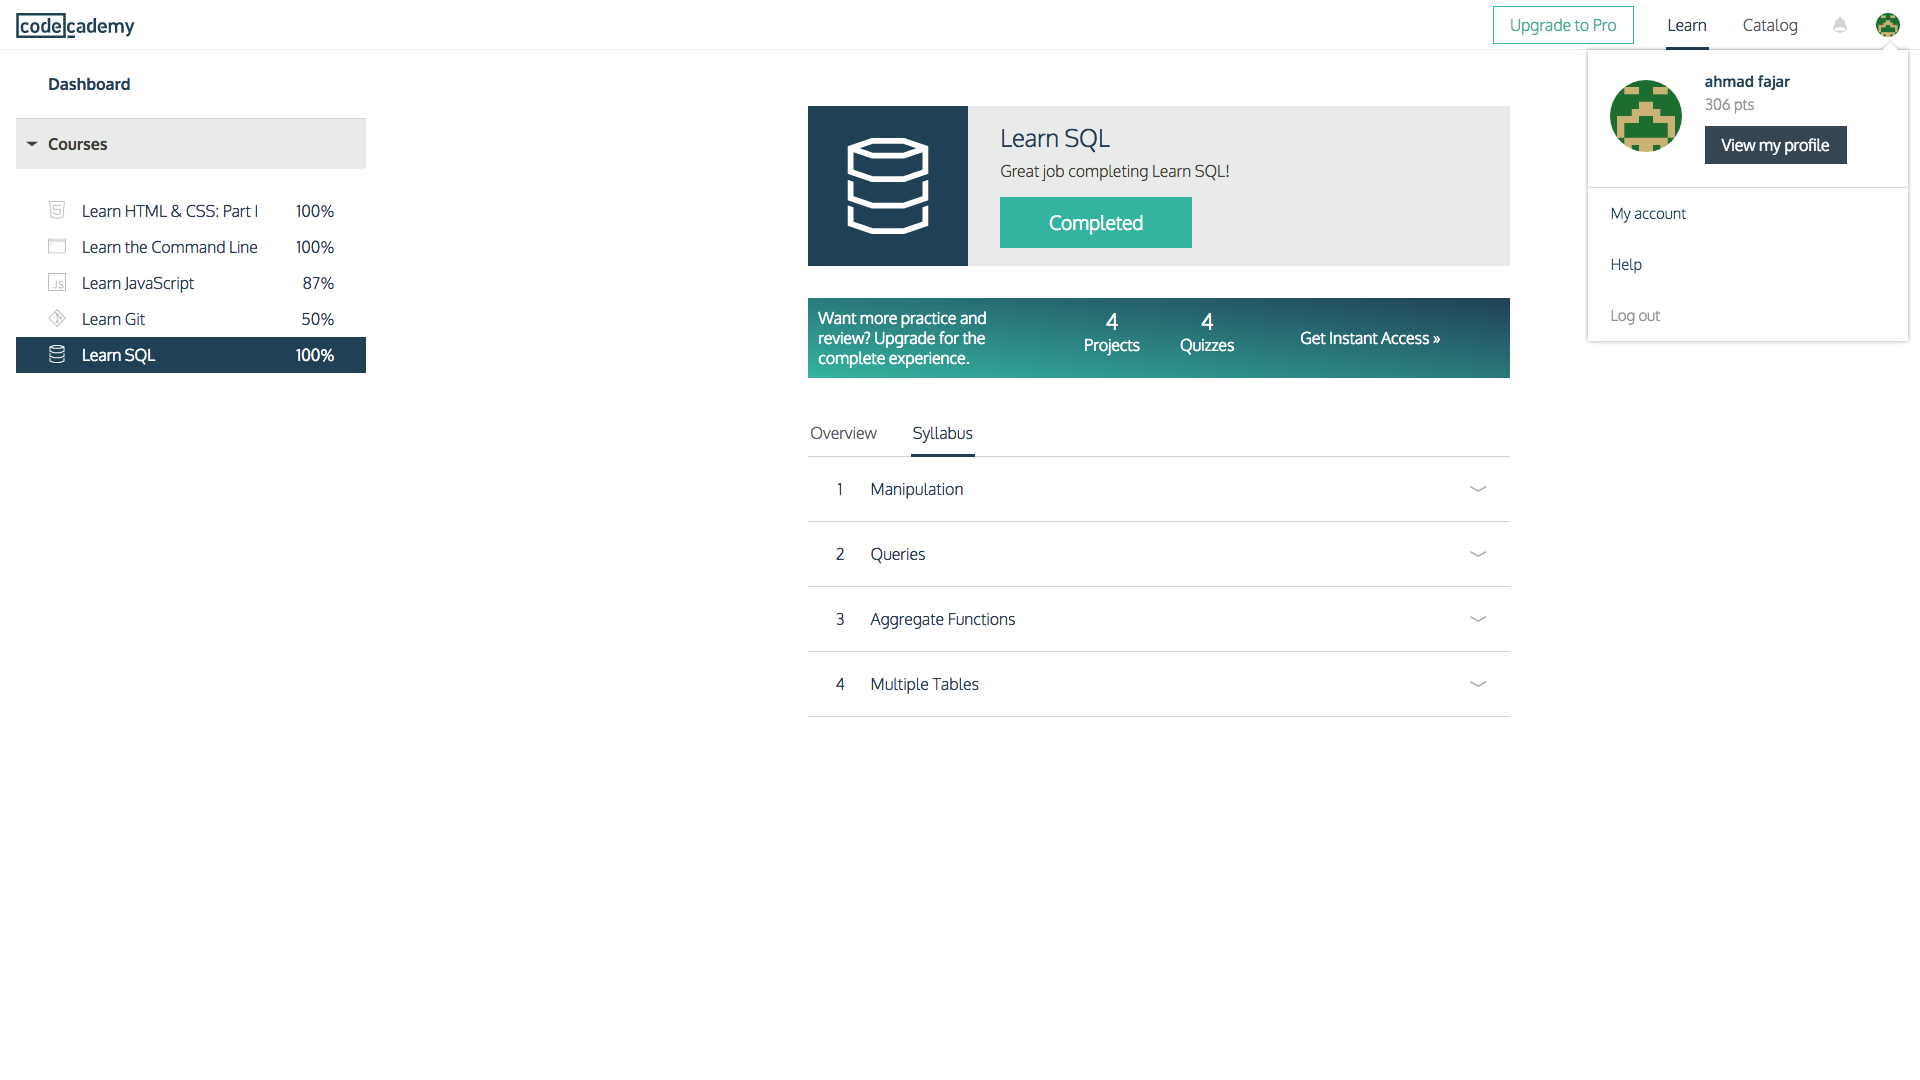 codecademy
Upgrade to Pro
Learn
Catalog
Dashboard
Courses
Learn HTML & CSS: Part I 100%
Learn the Command Line 100%
JS Learn JavaScript 87%
Learn Git 50%
Learn SQL 100%
Learn SQL
Great job completing Learn SQL!
Completed
Want more practice and
review? Upgrade for the
complete experience.
4
Projects
4
Quizzes
Get Instant Access »
Overview
Syllabus
1 Manipulation
2 Queries
3 Aggregate Functions
4 Multiple Tables
ahmad fajar
306 pts
View my profile
My account
Help
Log out